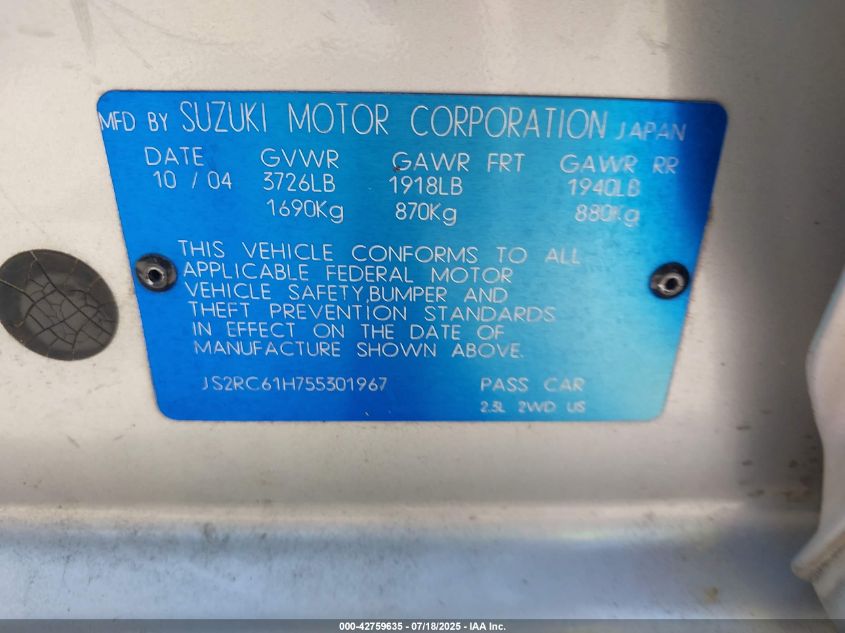 MFD BY SUZUKI MOTOR CORPORATION JAPAN
DATE GVWR GAWR FRT GAWR RR
10 / 04 3726LB 1918LB 1940LB
1690Kg 870Kg 880Kg
THIS VEHICLE CONFORMS TO ALL
APPLICABLE FEDERAL MOTOR
VEHICLE SAFETY,BUMPER AND
THEFT PREVENTION STANDARDS
IN EFFECT ON THE DATE OF
MANUFACTURE SHOWN ABOVE.
JS2RC61H755301967 PASS CAR
2.3L 2WD US
000-42759635 - 07/18/2025 - IAA Inc.